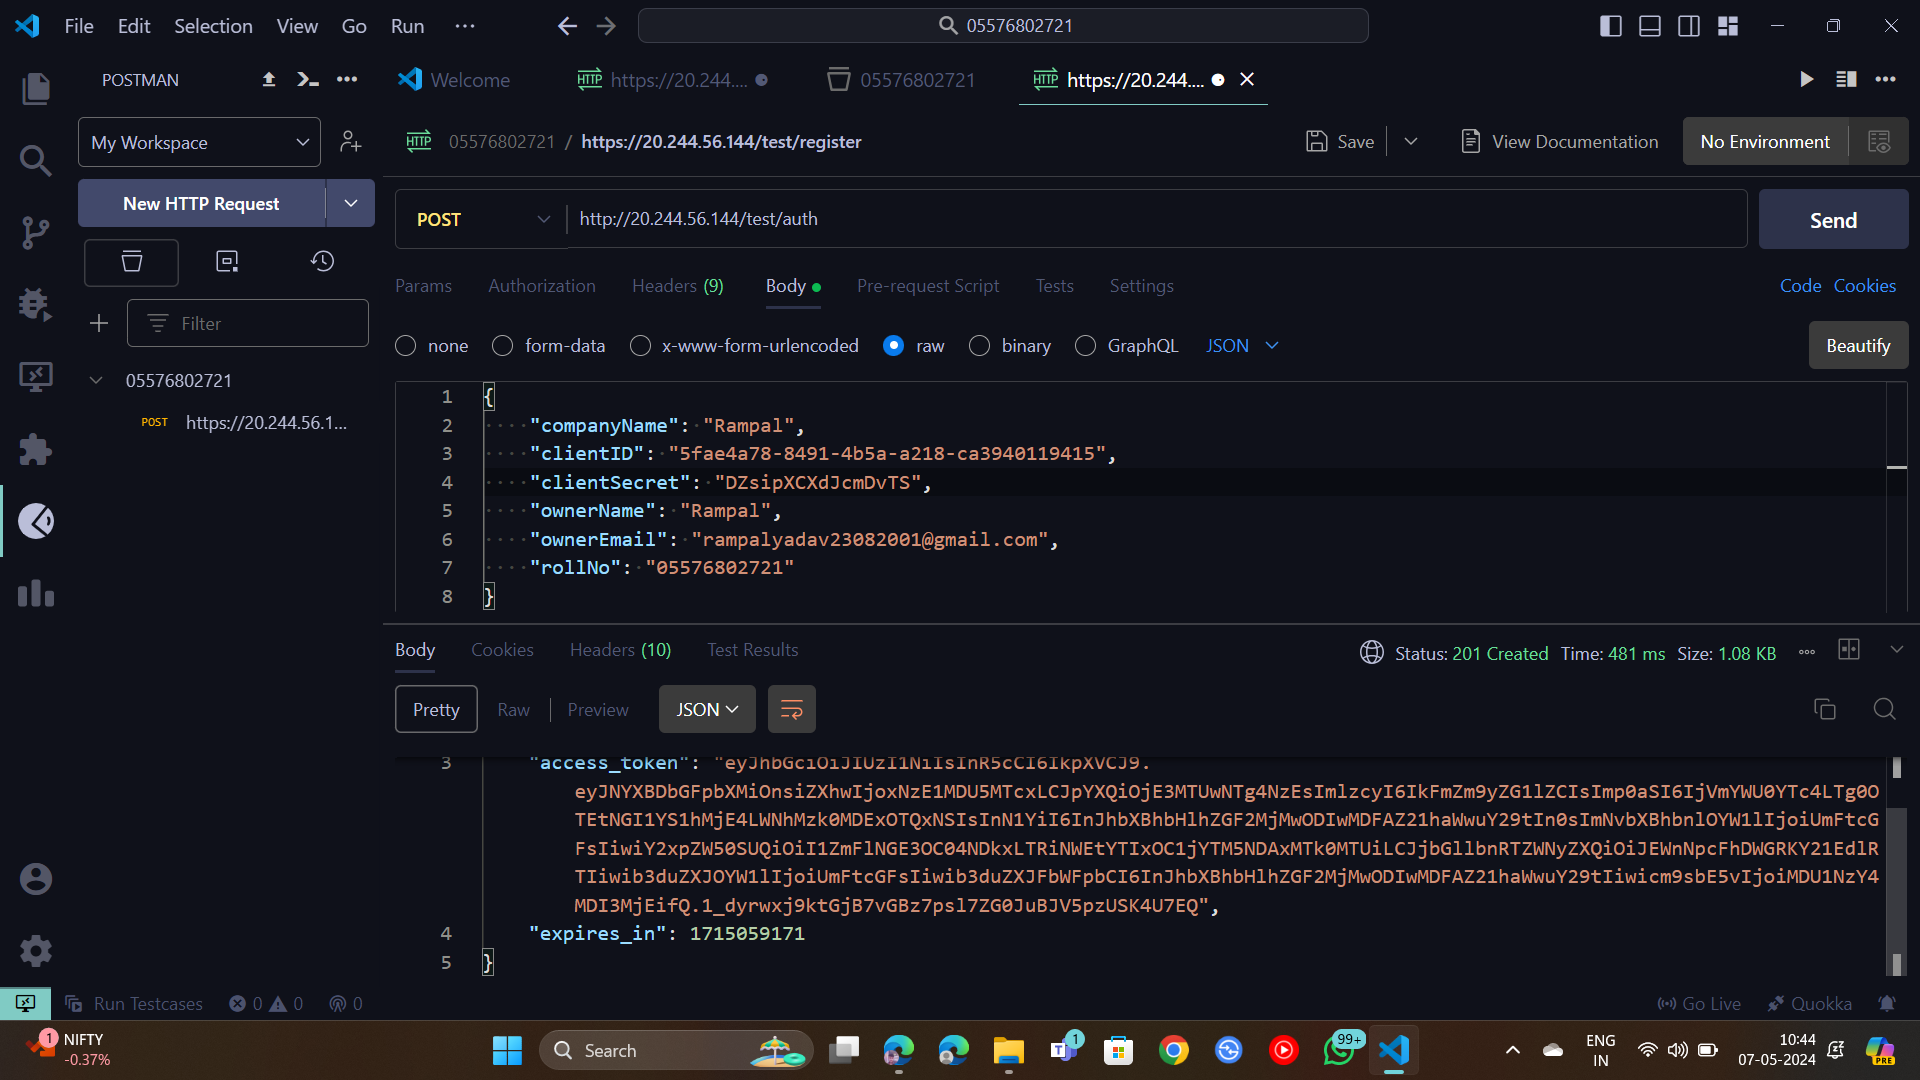 File Edit Selection View Go Run ...
05576802721
POSTMAN
Welcome
HTTP https://20.244....
05576802721
HTTP https://20.244....
My Workspace
HTTP 05576802721 / https://20.244.56.144/test/register
Save
View Documentation
No Environment
New HTTP Request
POST
http://20.244.56.144/test/auth
Send
Params Authorization Headers (9) Body Pre-request Script Tests Settings
Code Cookies
Filter
none form-data x-www-form-urlencoded raw binary GraphQL JSON
Beautify
05576802721
POST https://20.244.56.1...
1 {
2 "companyName": "Rampal",
3 "clientID": "5fae4a78-8491-4b5a-a218-ca3940119415",
4 "clientSecret": "DZsipXCXdJcmDvTS",
5 "ownerName": "Rampal",
6 "ownerEmail": "rampalyadav23082001@gmail.com",
7 "rollNo": "05576802721"
8 }
Body Cookies Headers (10) Test Results
Status: 201 Created Time: 481 ms Size: 1.08 KB
Pretty Raw Preview JSON
3 "access_token": "eyJhbGciOiJIUzI1NiIsInR5cCI6IkpXVCJ9.
eyJNYXBDbGFpbXMiOnsiZXhwIjoxNzE1MDU5MTcxLCJpYXQiOjE3MTUwNTg4NzEsImlzcyI6IkFmZm9yZG1lZCIsImp0aSI6IjVmYWU0YTc4LTg0O
TEtNGI1YS1hMjE4LWNhMzk0MDExOTQxNSIsInN1YiI6InJhbXBhbHlhZGF2MjMwODIwMDFAZ21haWwuY29tIn0sImNvbXBhbnlOYW1lIjoiUmFtcG
FsIiwiY2xpZW50SUQiOiI1ZmFlNGE3OC04NDkxLTRiNWEtYTIxOC1jYTM5NDAxMTk0MTUiLCJjbGllbnRTZWNyZXQiOiJEWnNpcFhDWGRKY21EdlR
TIiwib3duZXJOYW1lIjoiUmFtcGFsIiwib3duZXJFbWFpbCI6InJhbXBhbHlhZGF2MjMwODIwMDFAZ21haWwuY29tIiwicm9sbE5vIjoiMDU1NzY4
MDI3MjEifQ.1_dyrwxj9ktGjB7vGBz7psl7ZG0JuBJV5pzUSK4U7EQ",
4 "expires_in": 1715059171
5 }
Run Testcases 0 0 0
Go Live Quokka
1 NIFTY
-0.37%
Search
1
99+
ENG
IN
10:44
07-05-2024
PRE